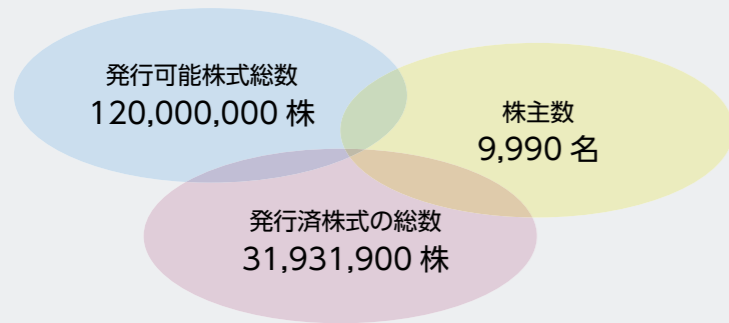 発行可能株式総数
120,000,000 株
株主数
9,990 名
発行済株式の総数
31,931,900 株